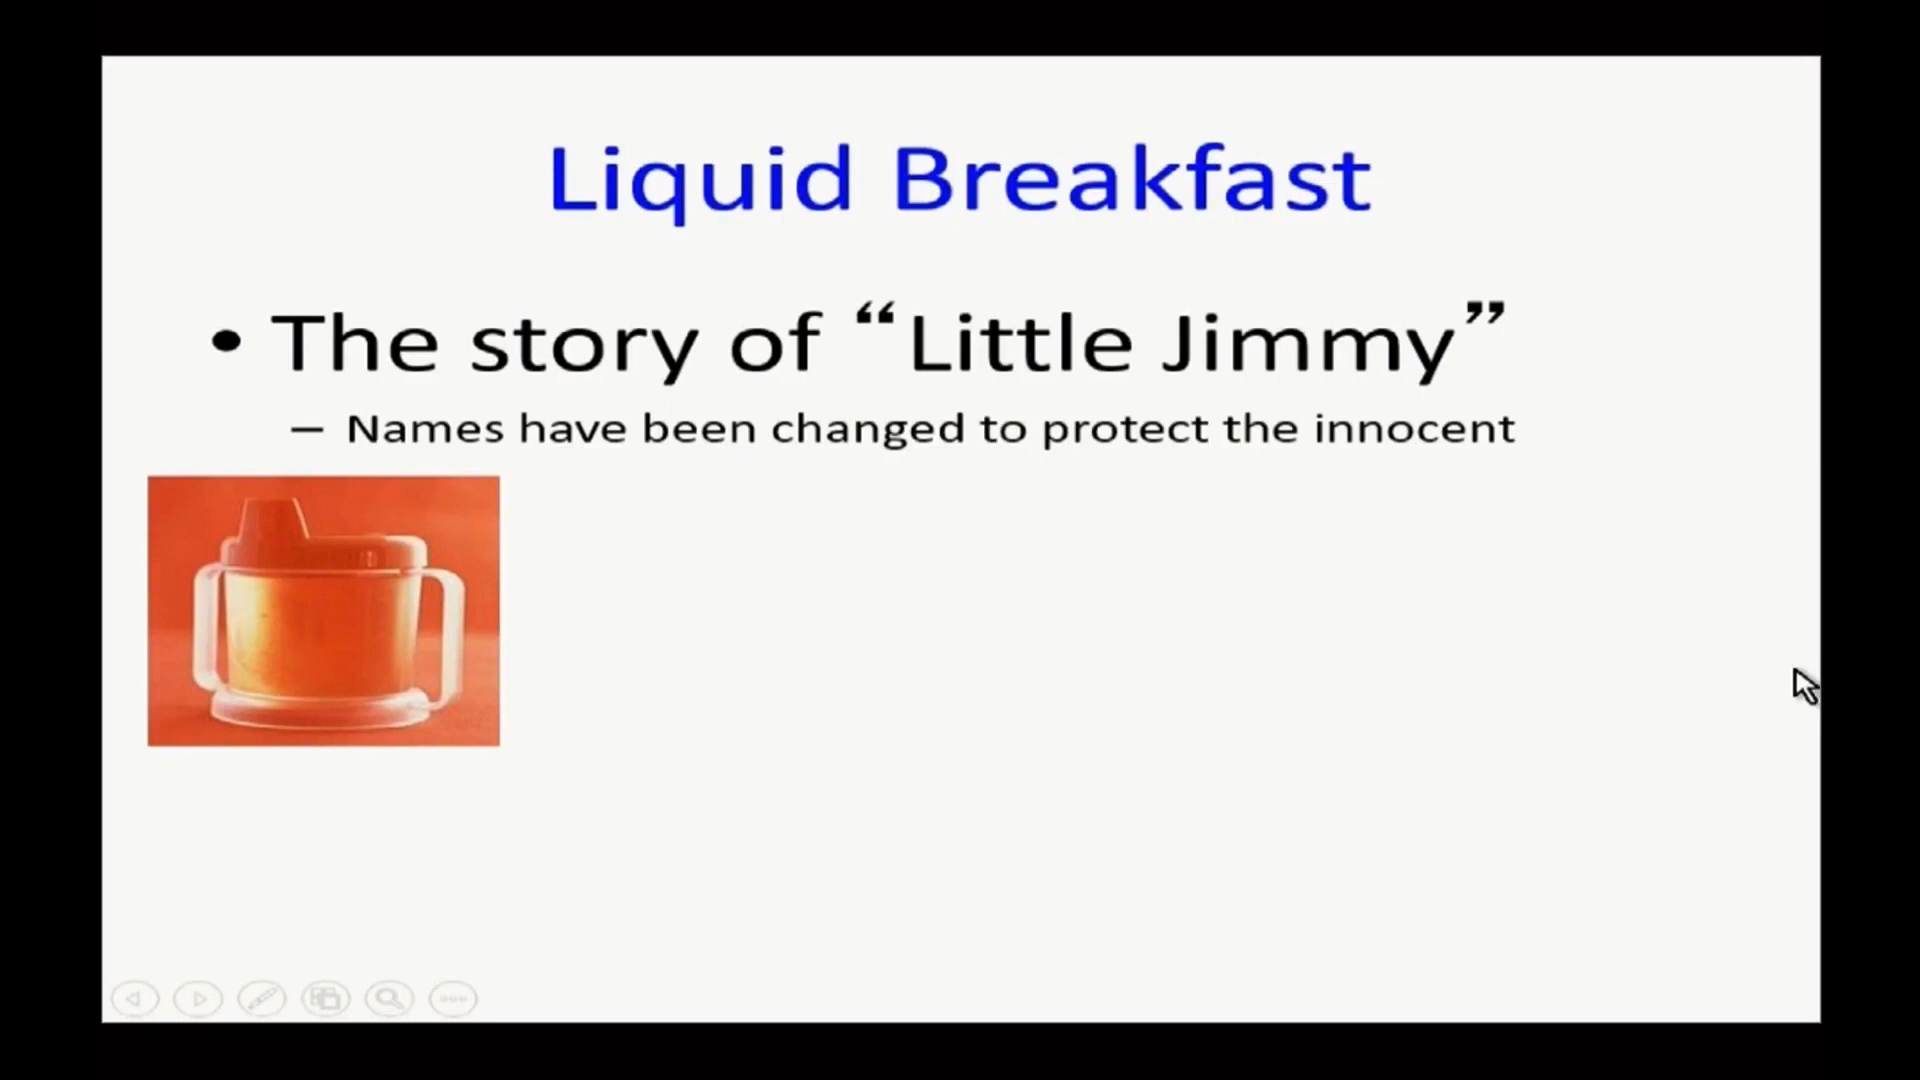 Liquid Breakfast
• The story of “Little Jimmy”
– Names have been changed to protect the innocent